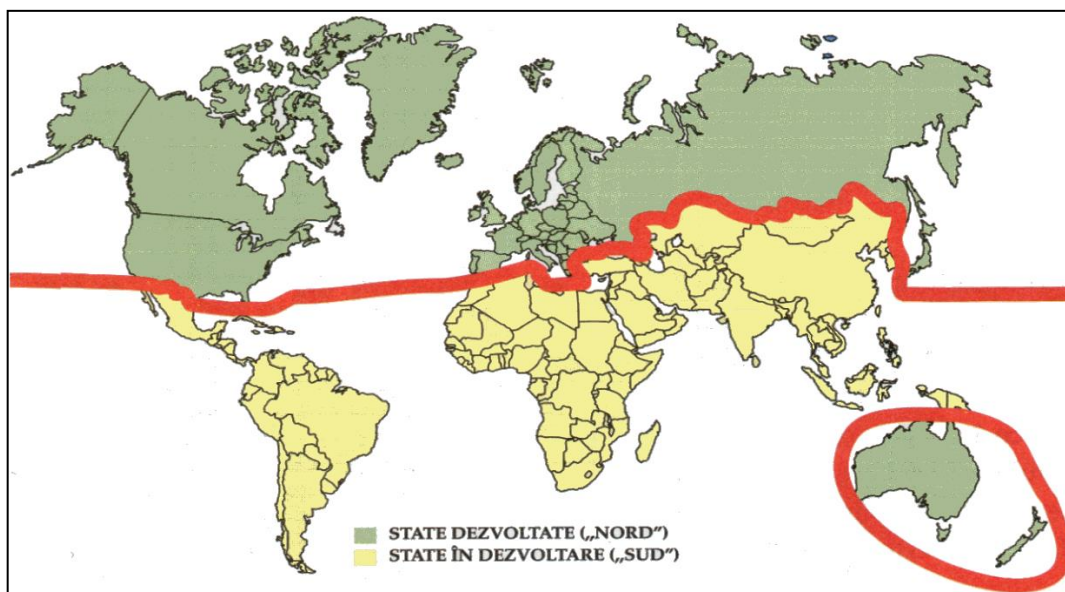 STATE DEZVOLTATE („NORD”)
STATE ÎN DEZVOLTARE („SUD”)